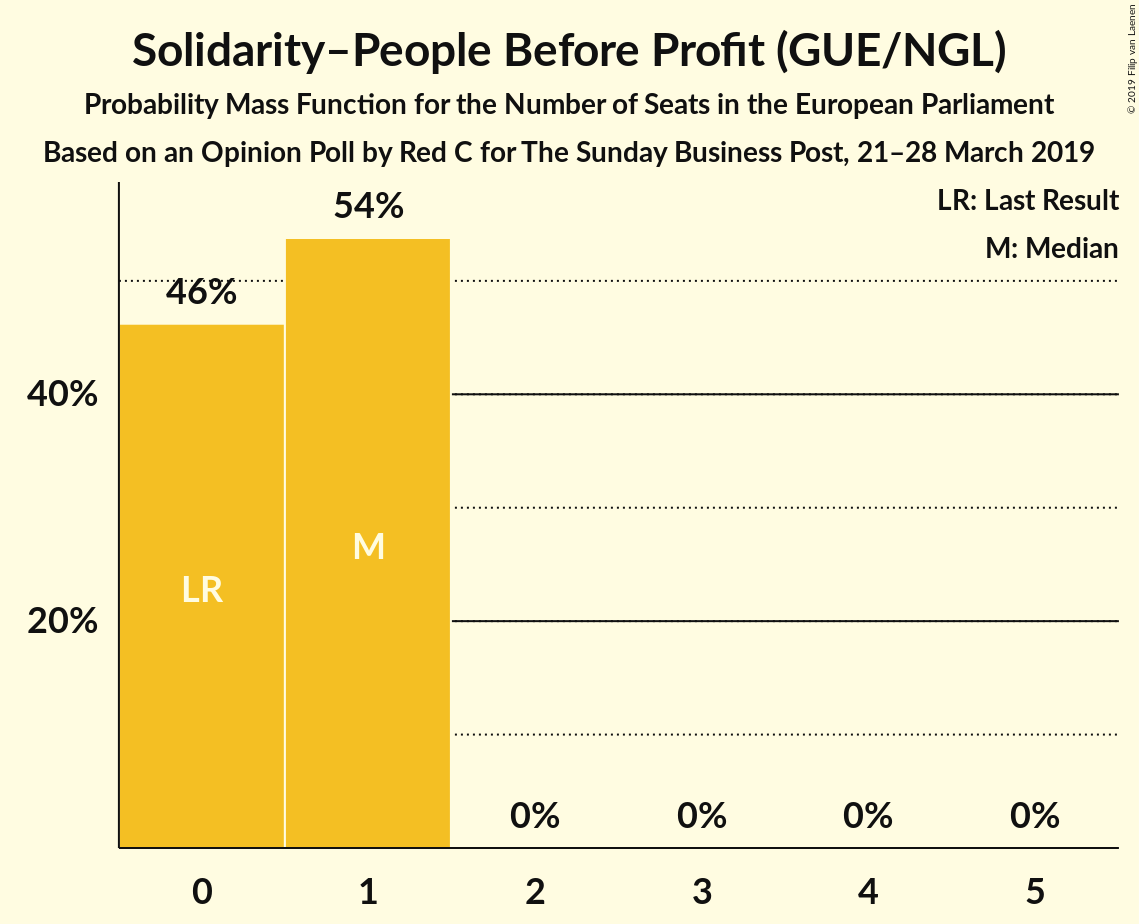 Solidarity–People Before Profit (GUE/NGL)
Probability Mass Function for the Number of Seats in the European Parliament
Based on an Opinion Poll by Red C for The Sunday Business Post, 21–28 March 2019
© 2019 Filip van Laenen
LR: Last Result
M: Median
54%
46%
40%
20%
M
LR
0% 0% 0% 0%
0 1 2 3 4 5